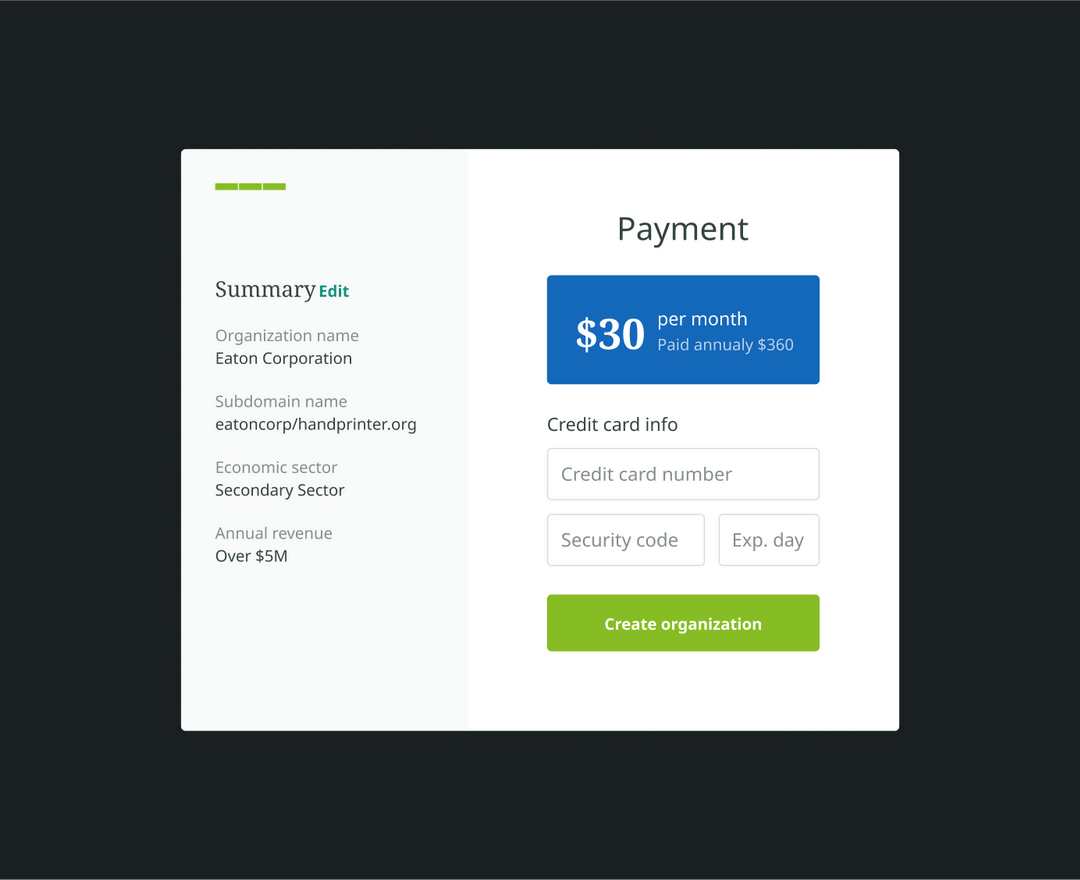 Summary Edit
Organization name
Eaton Corporation
Subdomain name
eatoncorp/handprinter.org
Economic sector
Secondary Sector
Annual revenue
Over $5M
Payment
$30 per month
Paid annualy $360
Credit card info
Credit card number
Security code Exp. day
Create organization